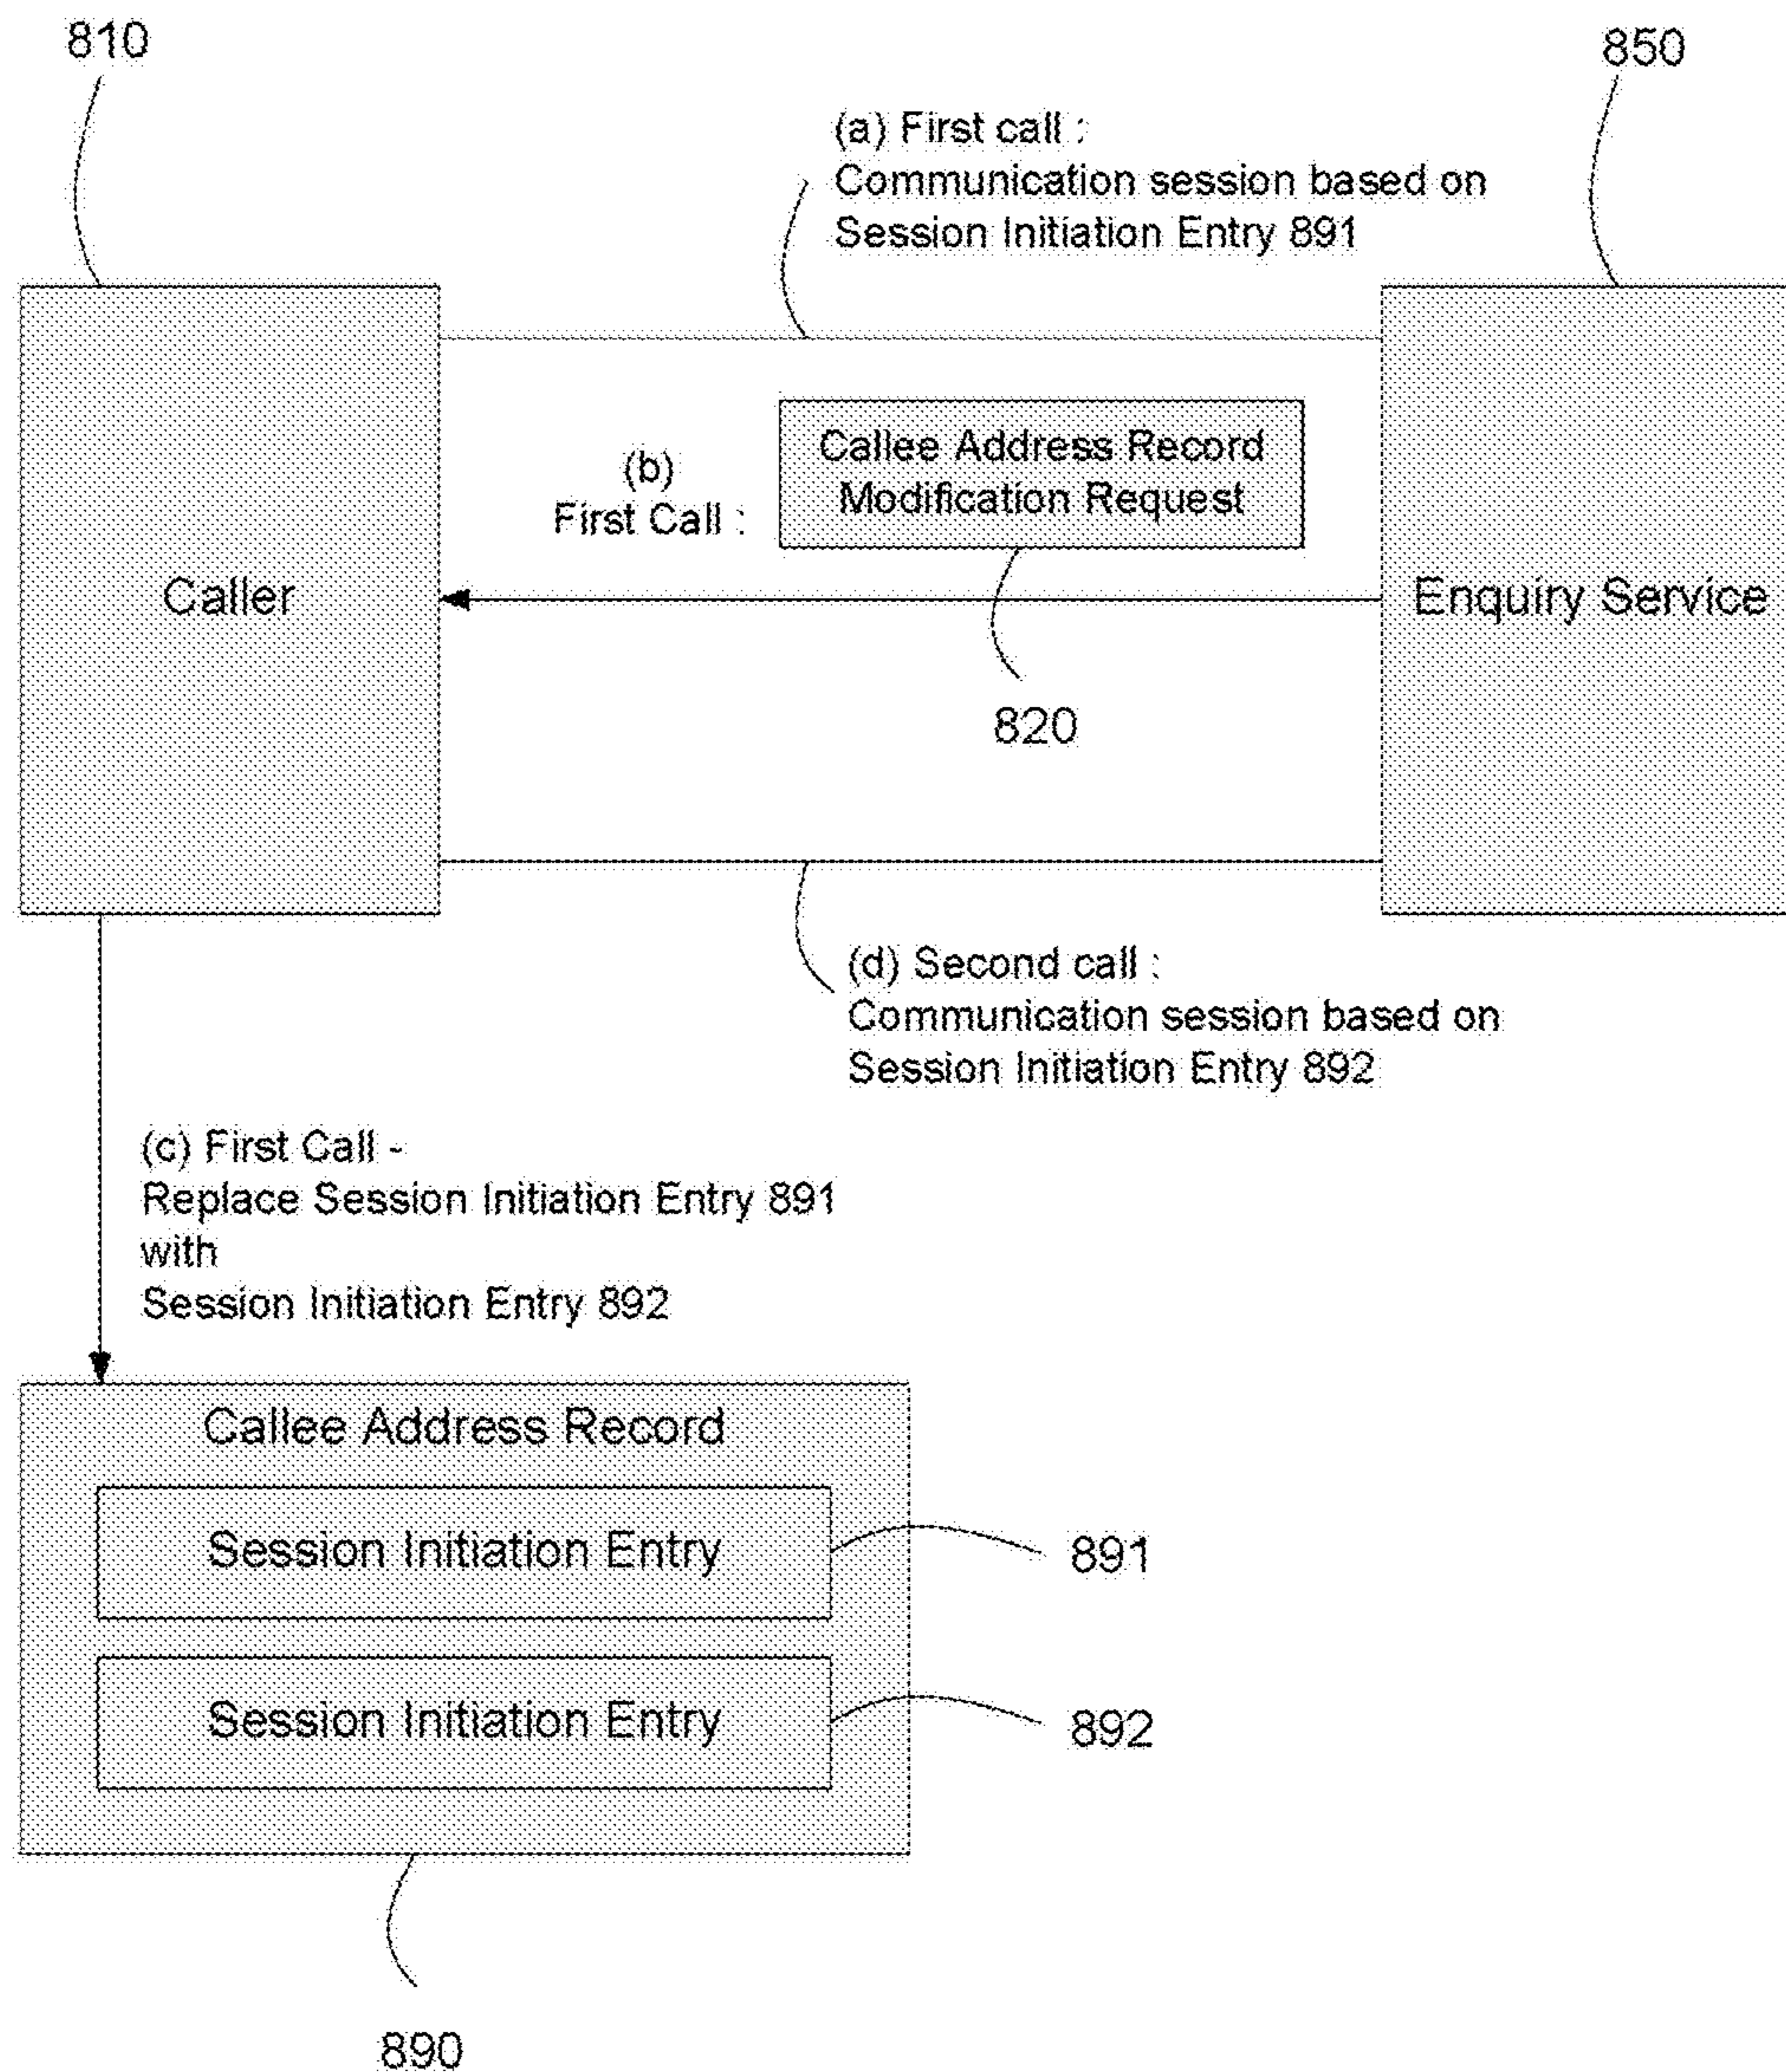 810
850
(a) First call :
Communication session based on
Session Initiation Entry 891
(b)
First Call :
Callee Address Record
Modification Request
Caller
Enquiry Service
820
(d) Second call :
Communication session based on
Session Initiation Entry 892
(c) First Call -
Replace Session Initiation Entry 891
with
Session Initiation Entry 892
Callee Address Record
Session Initiation Entry
891
Session Initiation Entry
892
890